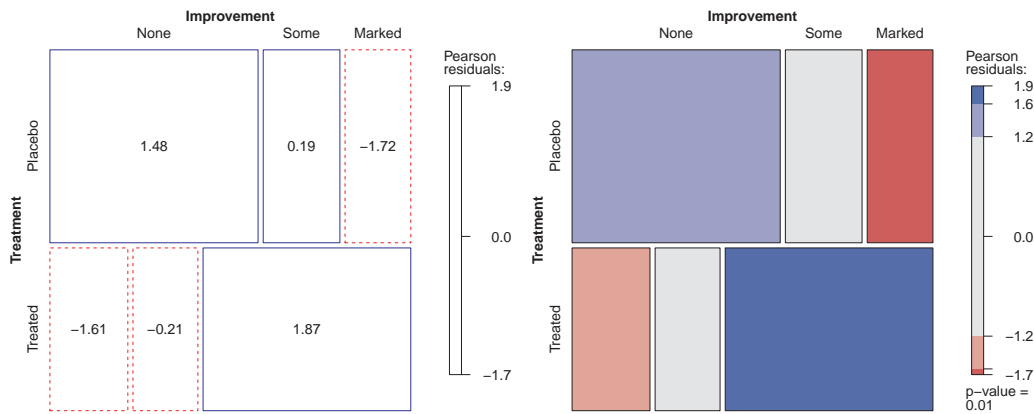 Improvement
None Some Marked
Treatment
Placebo
Treated
1.48 0.19 −1.72
−1.61 −0.21 1.87
Pearson
residuals:
1.9
0.0
−1.7
Improvement
None Some Marked
Treatment
Placebo
Treated
Pearson
residuals:
1.9
1.6
1.2
0.0
−1.2
−1.7
p−value =
0.01